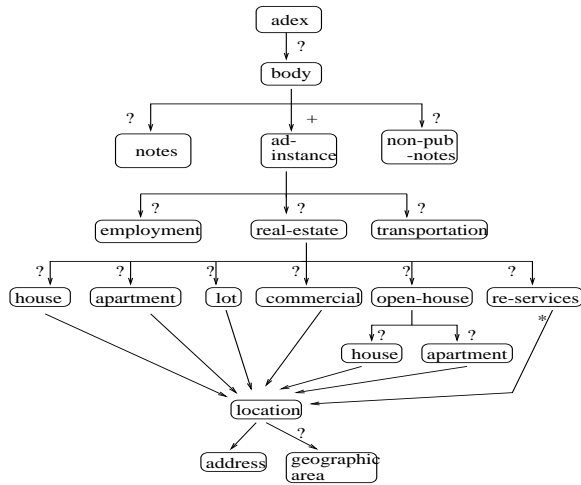 adex
?
body
? + ?
notes
ad-
instance
non-pub
-notes
? ? ?
employment real-estate transportation
? ? ? ? ? ?
house apartment lot commercial open-house re-services
*
? ?
house apartment
location
?
address
geographic
area